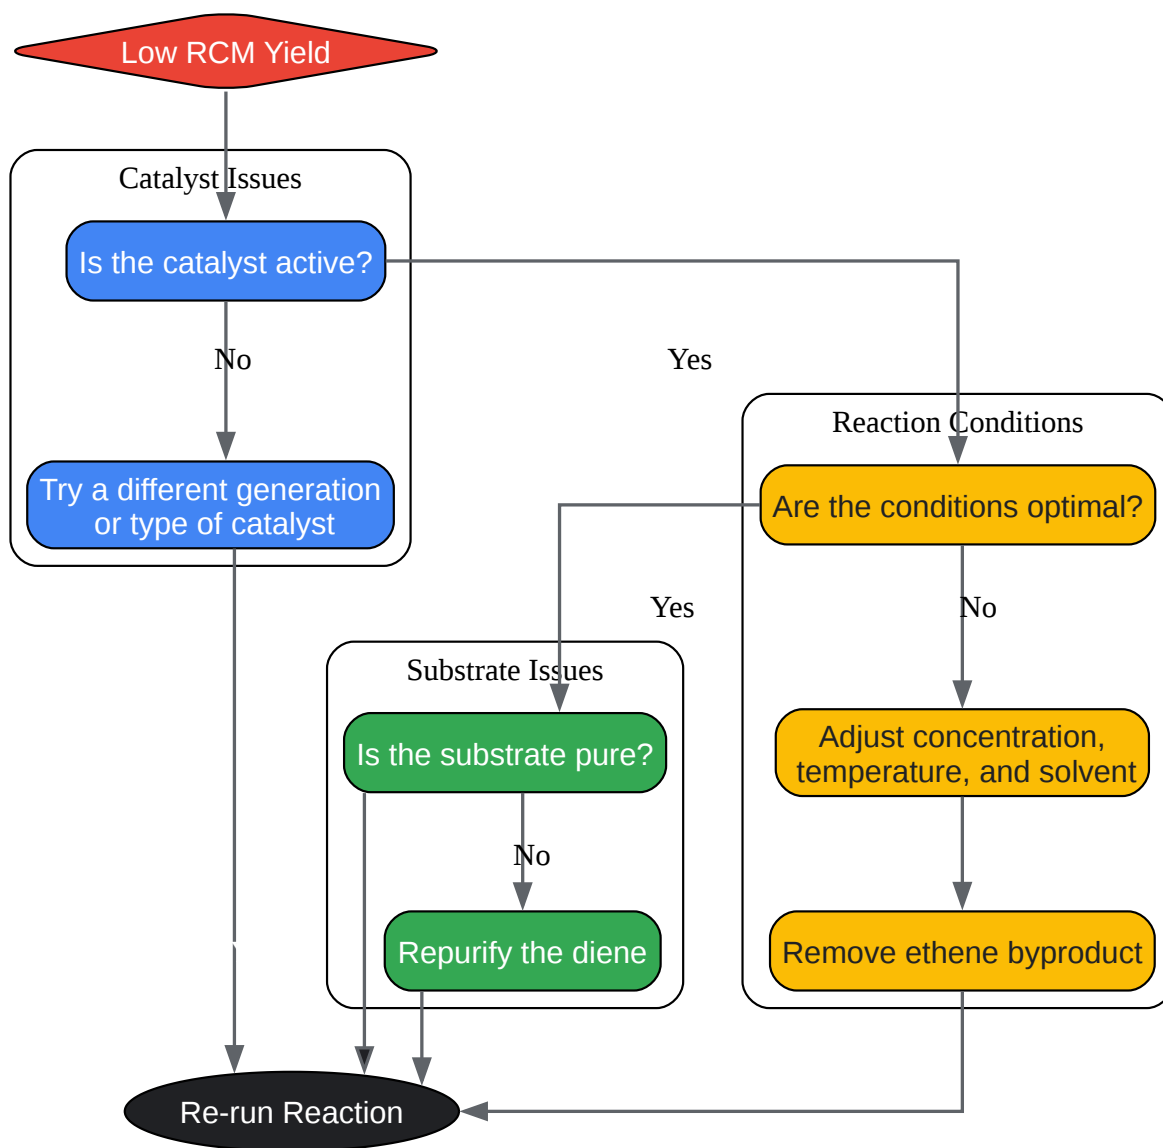 Low RCM Yield
Catalyst Issues
Is the catalyst active?
No
Yes
Try a different generation
or type of catalyst
Reaction Conditions
Are the conditions optimal?
Yes
No
Substrate Issues
Is the substrate pure?
Adjust concentration,
temperature, and solvent
No
Repurify the diene
Remove ethene byproduct
Re-run Reaction